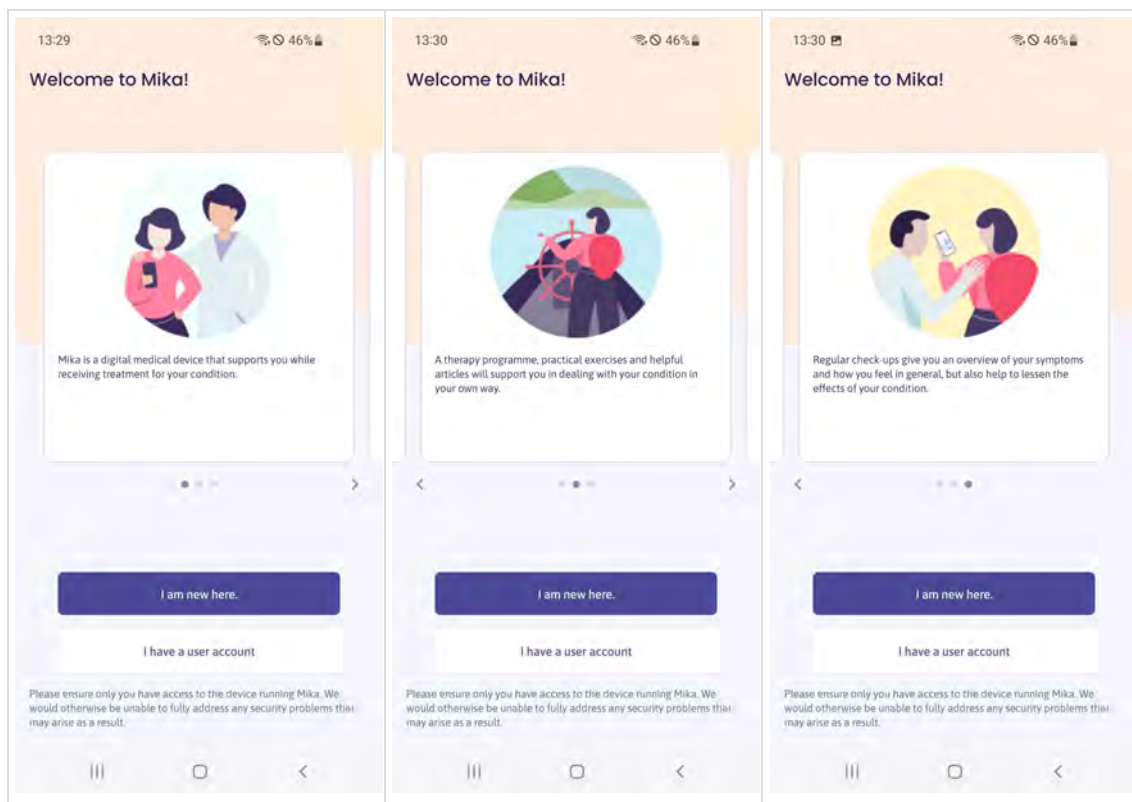 13:29
46%
Welcome to Mika!
Mika is a digital medical device that supports you while
receiving treatment for your condition.
I am new here.
I have a user account
Please ensure only you have access to the device running Mika. We
would otherwise be unable to fully address any security problems that
may arise as a result.
13:30
46%
Welcome to Mika!
A therapy programme, practical exercises and helpful
articles will support you in dealing with your condition in
your own way.
I am new here.
I have a user account
Please ensure only you have access to the device running Mika. We
would otherwise be unable to fully address any security problems that
may arise as a result.
13:30
46%
Welcome to Mika!
Regular check-ups give you an overview of your symptoms
and how you feel in general, but also help to lessen the
effects of your condition.
I am new here.
I have a user account
Please ensure only you have access to the device running Mika. We
would otherwise be unable to fully address any security problems that
may arise as a result.